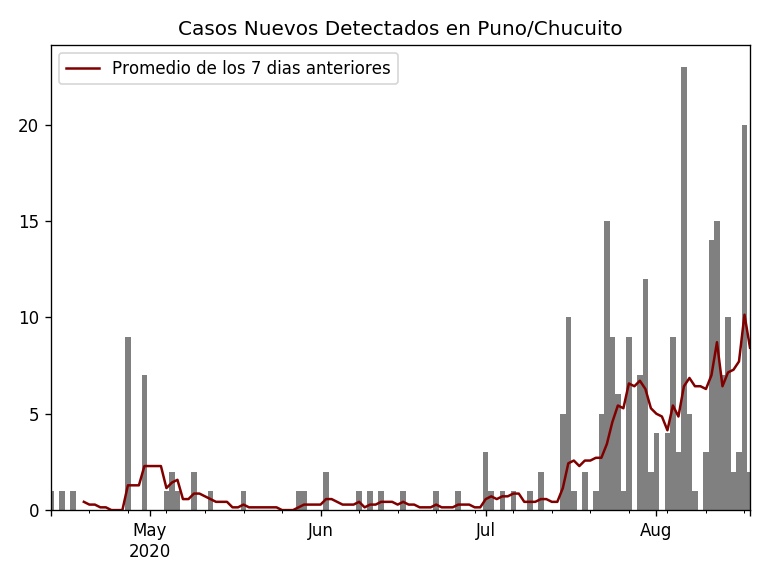 Casos Nuevos Detectados en Puno/Chucuito
Promedio de los 7 dias anteriores
20
15
10
5
0
May Jun Jul Aug
2020